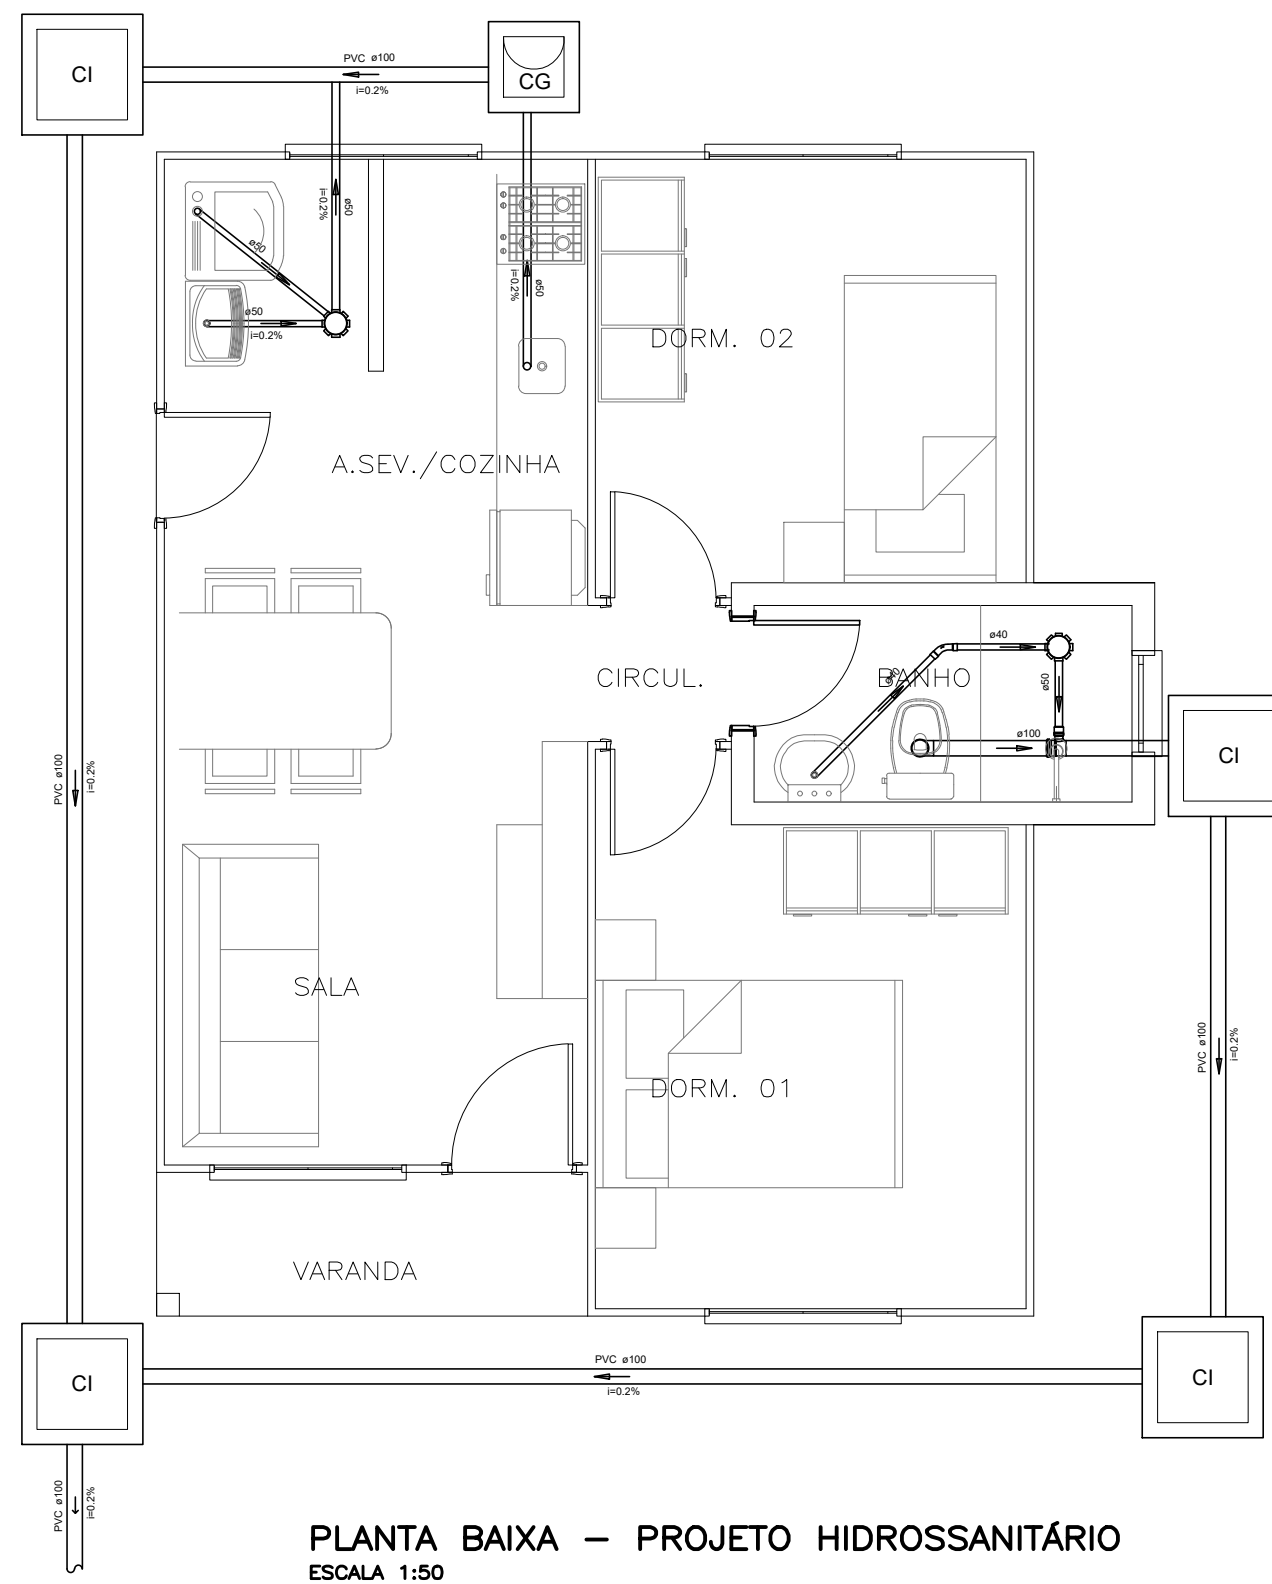 PVC ø100
CI
CG
i=0.2%
i=0.2%
ø50
ø50
i=0.2%
ø50
ø50
i=0.2%
DORM. 02
A.SEV./COZINHA
ø40
CIRCUL.
BANHO
ø40
ø50
ø100
CI
PVC ø100
i=0.2%
SALA
PVC ø100
i=0.2%
DORM. 01
VARANDA
PVC ø100
CI
CI
i=0.2%
PVC ø100
i=0.2%
PLANTA BAIXA – PROJETO HIDROSSANITÁRIO
ESCALA 1:50